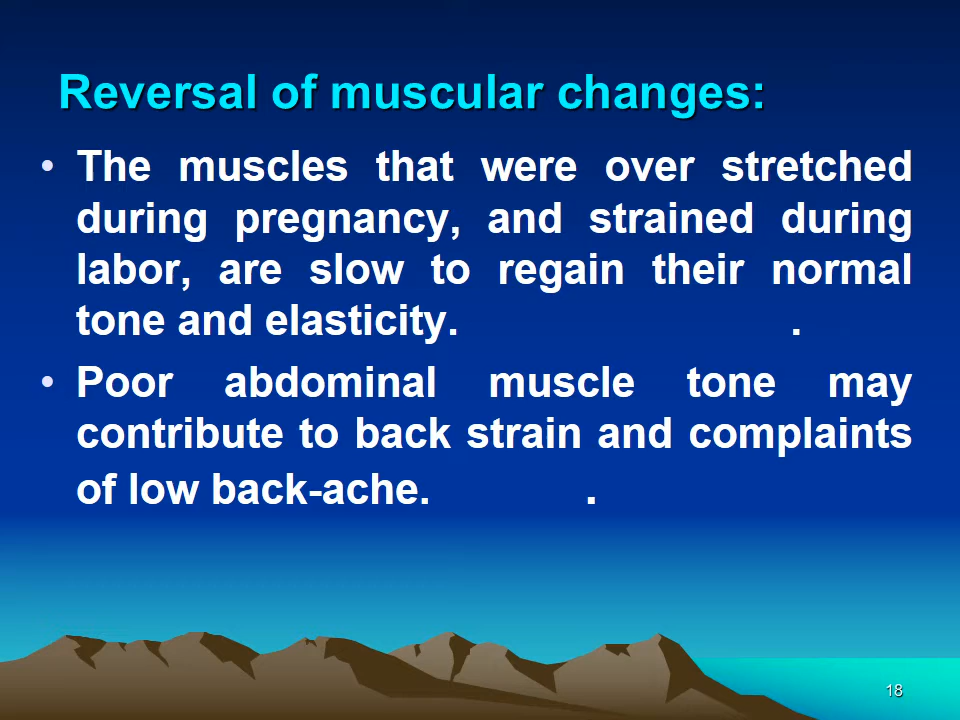 Reversal of muscular changes:
• The muscles that were over stretched
during pregnancy, and strained during
labor, are slow to regain their normal
tone and elasticity. .
• Poor abdominal muscle tone may
contribute to back strain and complaints
of low back-ache. .
18